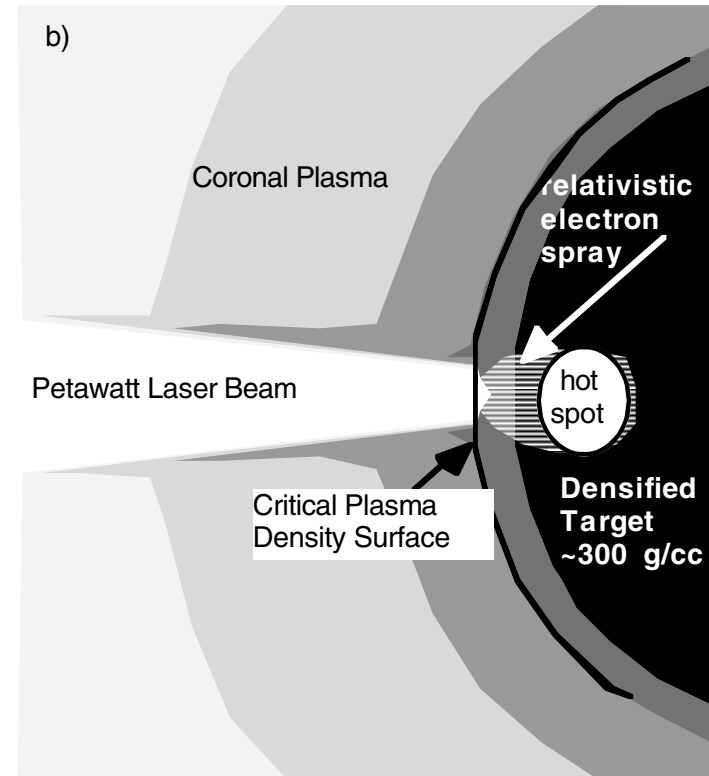 b)
Coronal Plasma
relativistic
electron
spray
Petawatt Laser Beam
hot
spot
Critical Plasma
Density Surface
Densified
Target
~300 g/cc